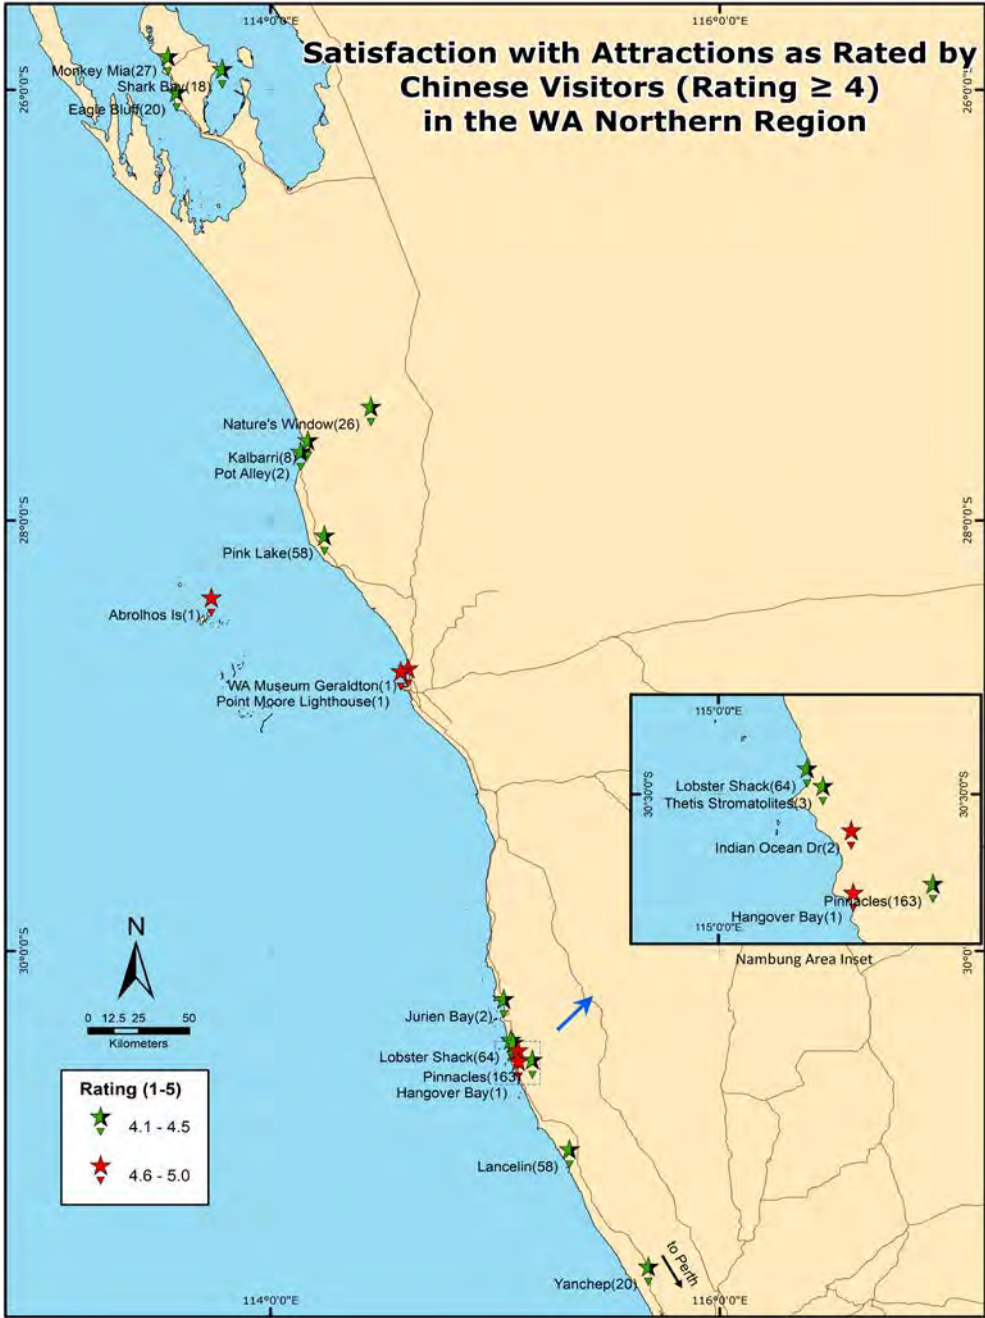 114°0'0"E
116°0'0"E
Satisfaction with Attractions as Rated by
Chinese Visitors (Rating ≥ 4)
in the WA Northern Region
Monkey Mia(27)
Shark Bay(18)
Eagle Bluff(20)
26°0'0"S
26°0'0"S
Nature's Window(26)
Kalbarri(8)
Pot Alley(2)
28°0'0"S
28°0'0"S
Pink Lake(58)
Abrolhos Is(1)
WA Museum Geraldton(1)
Point Moore Lighthouse(1)
115°0'0"E
30°30'0"S
30°30'0"S
Lobster Shack(64)
Thetis Stromatolites(3)
Indian Ocean Dr(2)
Pinnacles(163)
Hangover Bay(1)
115°0'0"E
Nambung Area Inset
30°0'0"S
30°0'0"S
N
0 12.5 25 50
Kilometers
Jurien Bay(2)
Lobster Shack(64)
Pinnacles(163)
Hangover Bay(1)
Rating (1-5)
4.1 - 4.5
4.6 - 5.0
Lancelin(58)
to Perth
Yanchep(20)
114°0'0"E
116°0'0"E